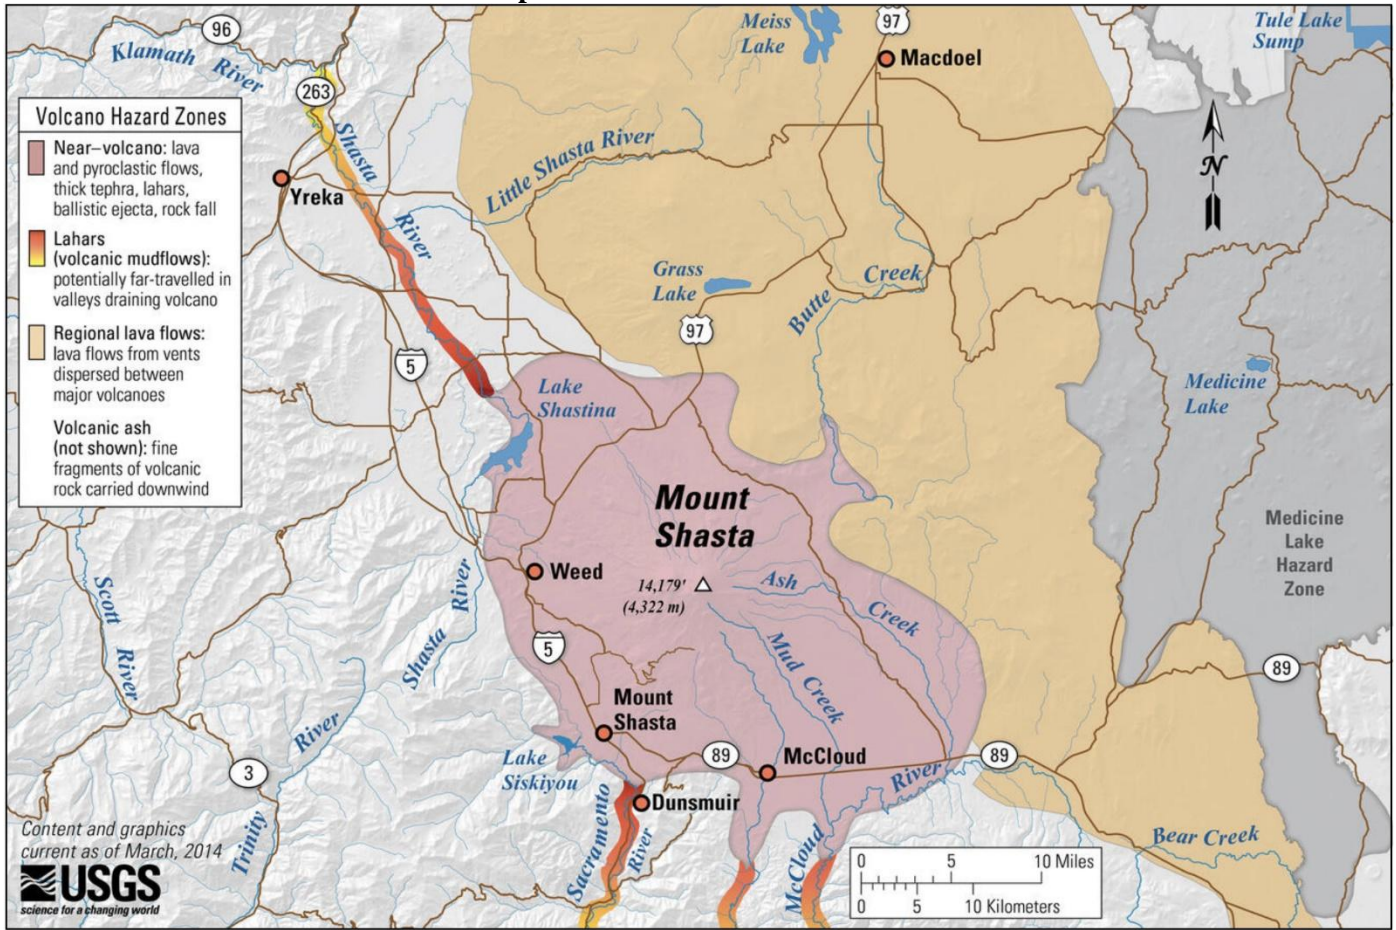 96
Klamath River
263
Meiss
Lake
97
Macdoel
Tule Lake
Sump
Volcano Hazard Zones
Near–volcano: lava
and pyroclastic flows,
thick tephra, lahars,
ballistic ejecta, rock fall
Lahars
(volcanic mudflows):
potentially far-travelled in
valleys draining volcano
Regional lava flows:
lava flows from vents
dispersed between
major volcanoes
Volcanic ash
(not shown): fine
fragments of volcanic
rock carried downwind
Shasta
River
Yreka
Little Shasta River
N
Grass
Lake
Butte Creek
97
5
Lake
Shastina
Medicine
Lake
Mount
Shasta
14,179'
(4,322 m)
Medicine
Lake
Hazard
Zone
Weed
Ash Creek
Scott
River
Shasta River
5
Mud Creek
Mount
Shasta
89
Trinity River
3
Lake
Siskiyou
89
McCloud
89
Dunsmuir
Sacramento
River
McCloud River
Bear Creek
0 5 10 Miles
0 5 10 Kilometers
Content and graphics
current as of March, 2014
USGS
science for a changing world